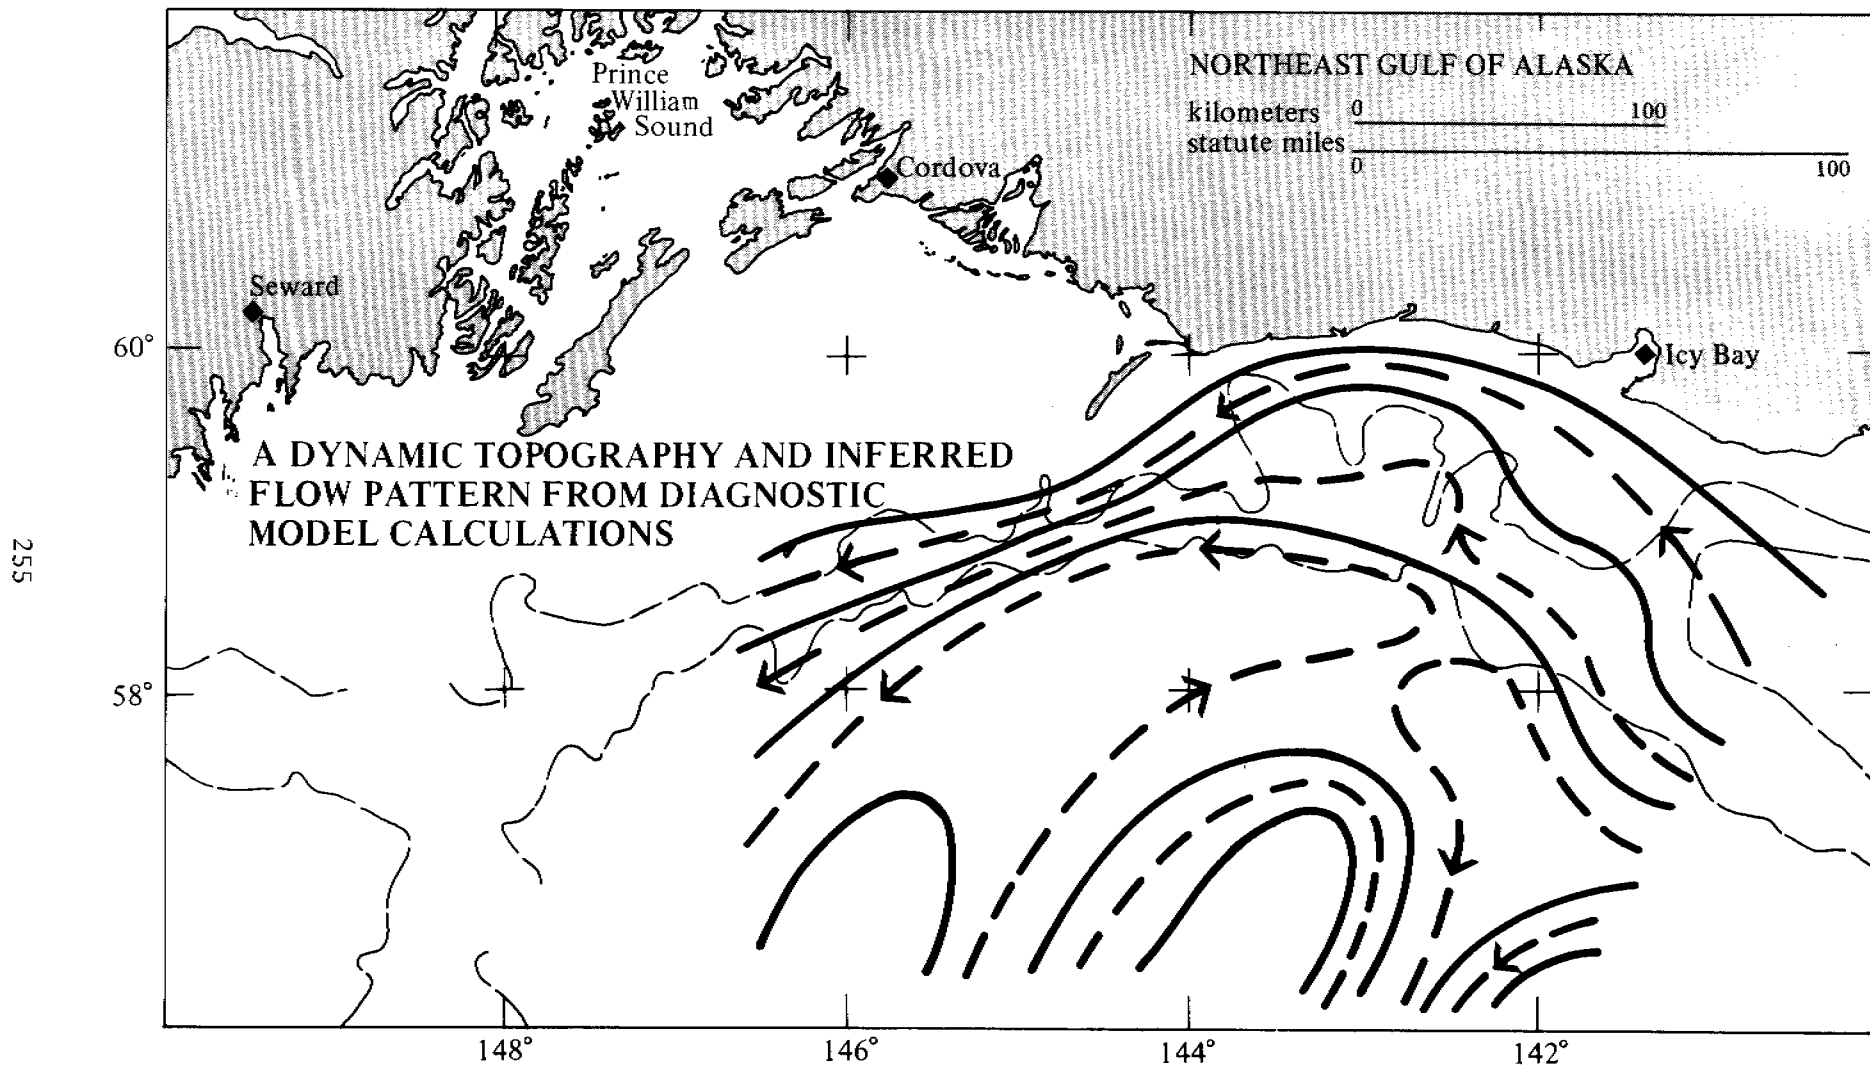 Prince
William
Sound
NORTHEAST GULF OF ALASKA
kilometers 0 100
statute miles
0 100
Cordova
Seward
60°
Icy Bay
A DYNAMIC TOPOGRAPHY AND INFERRED
FLOW PATTERN FROM DIAGNOSTIC
MODEL CALCULATIONS
255
58°
148° 146° 144° 142°